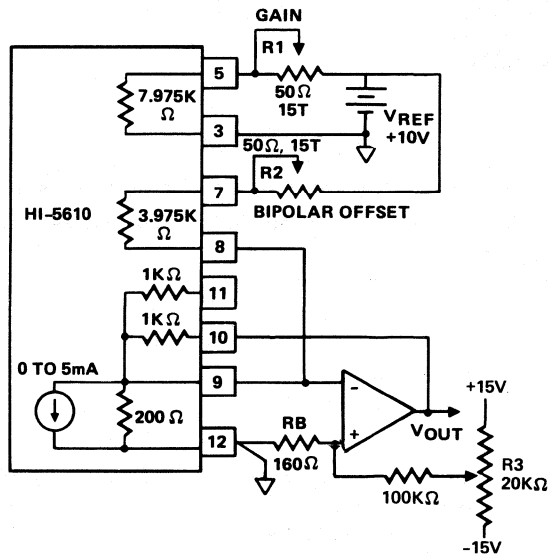 GAIN
R1
5
7.975K
Ω
50Ω
15T
VREF
+10V
3
50Ω, 15T
R2
7
BIPOLAR OFFSET
HI-5610
3.975K
Ω
8
1KΩ
11
1KΩ
10
0 TO 5mA
9
200 Ω
12
RB
160Ω
-
+
VOUT
+15V
100KΩ
R3
20KΩ
-15V